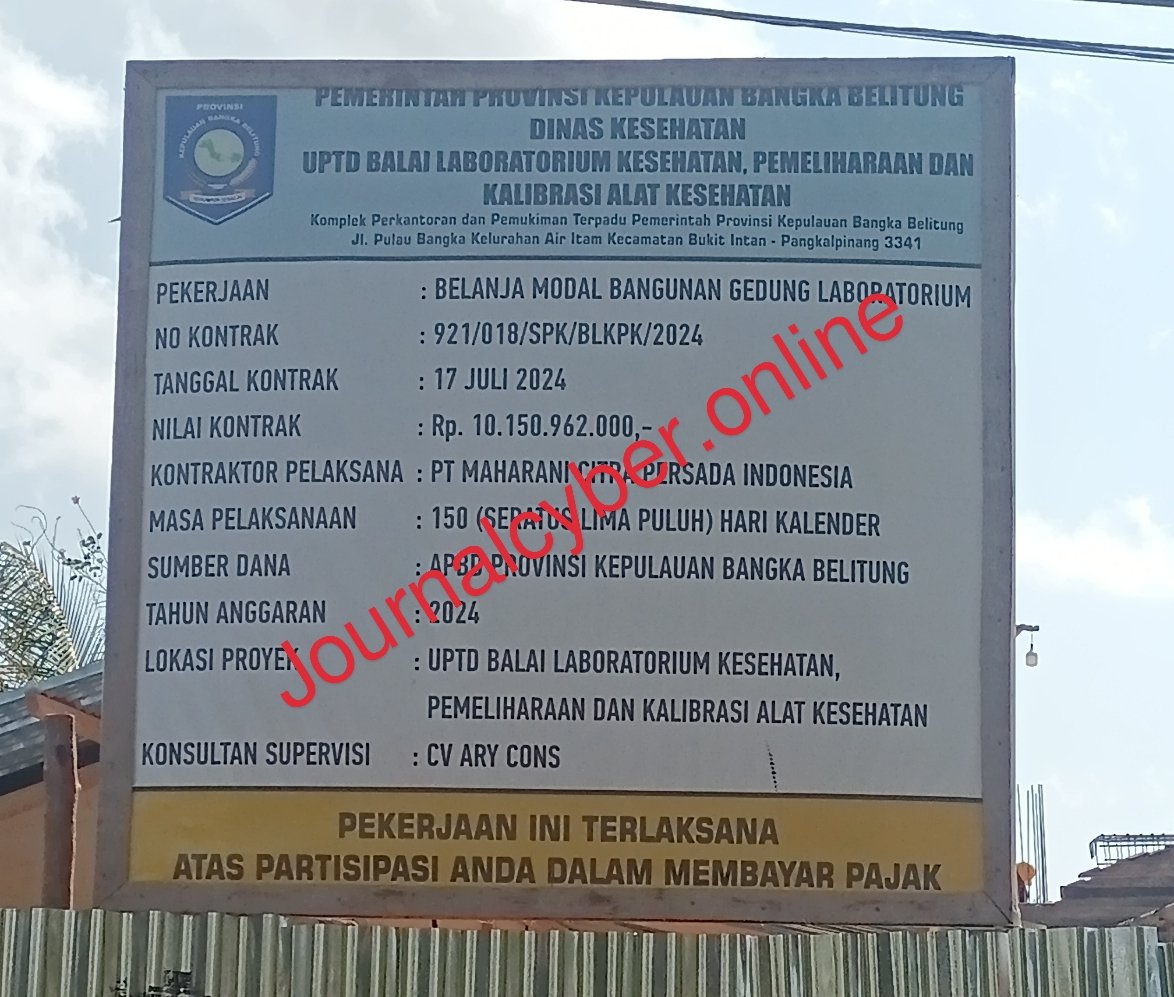 PEMERINTAH PROVINSI KEPULAUAN BANGKA BELITUNG
DINAS KESEHATAN
UPTD BALAI LABORATORIUM KESEHATAN, PEMELIHARAAN DAN
KALIBRASI ALAT KESEHATAN
Komplek Perkantoran dan Pemukiman Terpadu Pemerintah Provinsi Kepulauan Bangka Belitung
Jl. Pulau Bangka Kelurahan Air Itam Kecamatan Bukit Intan - Pangkalpinang 3341
PROVINSI
KEPULAUAN BANGKA BELITUNG
PEKERJAAN : BELANJA MODAL BANGUNAN GEDUNG LABORATORIUM
NO KONTRAK : 921/018/SPK/BLKPK/2024
TANGGAL KONTRAK : 17 JULI 2024
NILAI KONTRAK : Rp. 10.150.962.000,-
KONTRAKTOR PELAKSANA : PT MAHARANI CITRA PERSADA INDONESIA
MASA PELAKSANAAN : 150 (SERATUS LIMA PULUH) HARI KALENDER
SUMBER DANA : APBD PROVINSI KEPULAUAN BANGKA BELITUNG
TAHUN ANGGARAN : 2024
LOKASI PROYEK : UPTD BALAI LABORATORIUM KESEHATAN,
PEMELIHARAAN DAN KALIBRASI ALAT KESEHATAN
KONSULTAN SUPERVISI : CV ARY CONS
PEKERJAAN INI TERLAKSANA
ATAS PARTISIPASI ANDA DALAM MEMBAYAR PAJAK
Journalcyber.online